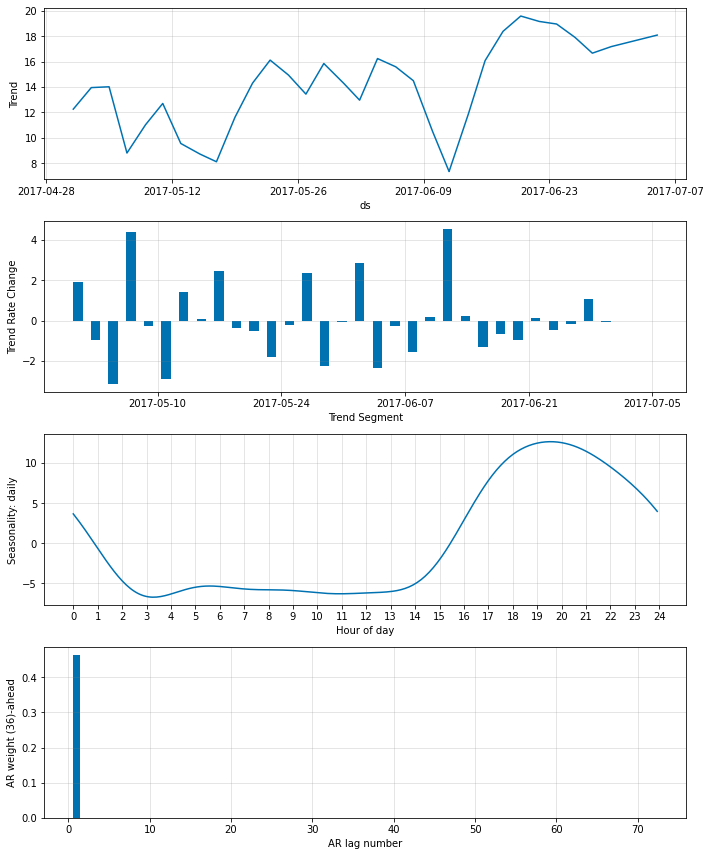 Trend
20
18
16
14
12
10
8
2017-04-28 2017-05-12 2017-05-26 2017-06-09 2017-06-23 2017-07-07
ds
Trend Rate Change
4
2
0
−2
2017-05-10 2017-05-24 2017-06-07 2017-06-21 2017-07-05
Trend Segment
Seasonality: daily
10
5
0
−5
0 1 2 3 4 5 6 7 8 9 10 11 12 13 14 15 16 17 18 19 20 21 22 23 24
Hour of day
AR weight (36)-ahead
0.4
0.3
0.2
0.1
0.0
0 10 20 30 40 50 60 70
AR lag number